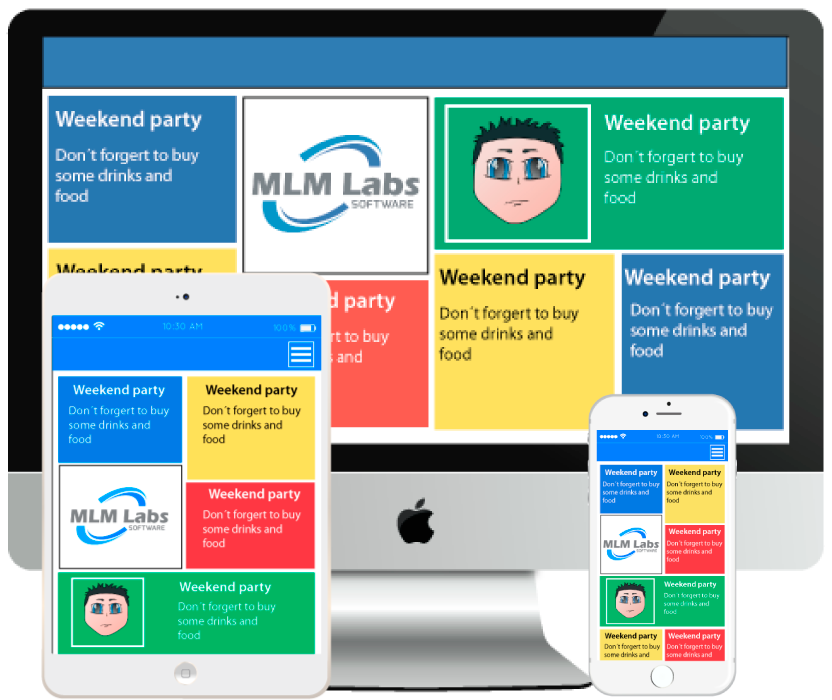 Weekend party
Don´t forgert to buy
some drinks and
food
MLM Labs
SOFTWARE
Weekend party
Don´t forgert to buy
some drinks and
food
Weekend party
party
to buy
and
Weekend party
Don´t forgert to buy
some drinks and
food
Weekend party
Don´t forgert to buy
some drinks and
food
10:30 AM
100%
Weekend party
Don´t forgert to buy
some drinks and
food
Weekend party
Don´t forgert to buy
some drinks and
food
MLM Labs
SOFTWARE
Weekend party
Don´t forgert to buy
some drinks and
food
Weekend party
Don´t forgert to buy
some drinks and
food
10:30 AM
100%
Weekend party
Don´t forgert to buy
some drinks and
food
Weekend party
Don´t forgert to buy
some drinks and
food
MLM Labs
SOFTWARE
Weekend party
Don´t forgert to buy
some drinks and
food
Weekend party
Don´t forgert to buy
some drinks and
food
Weekend party
Don´t forgert to buy
some drinks and
Weekend party
Don´t forgert to buy
some drinks and